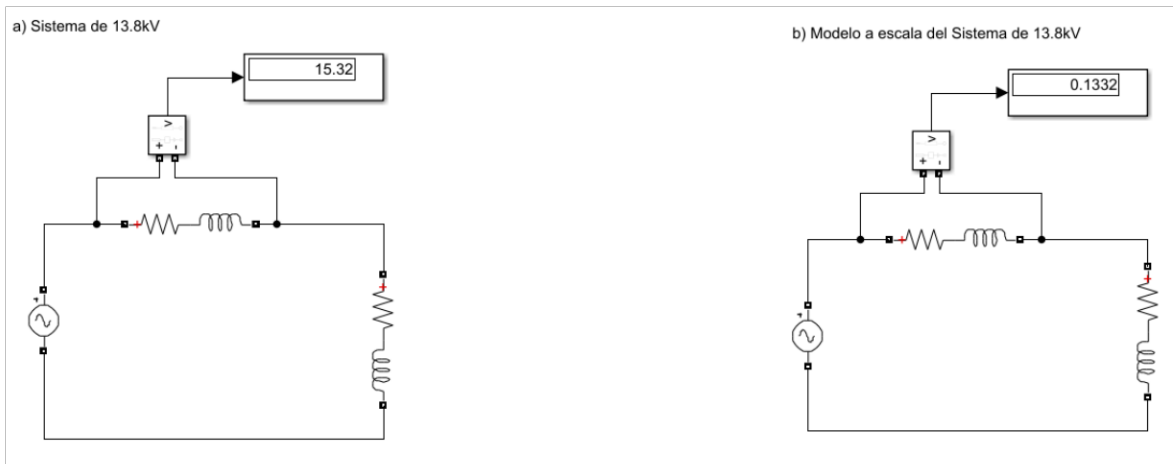 a) Sistema de 13.8kV
15.32
b) Modelo a escala del Sistema de 13.8kV
0.1332